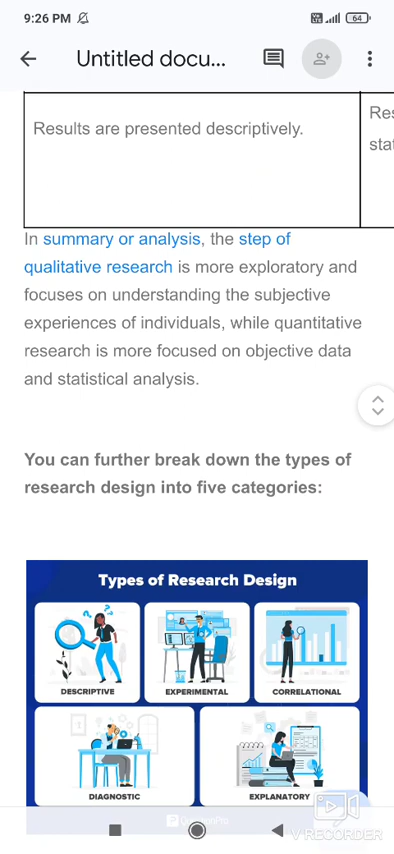 9:26 PM
64
Untitled docu...
Results are presented descriptively.
Res
stat
In summary or analysis, the step of
qualitative research is more exploratory and
focuses on understanding the subjective
experiences of individuals, while quantitative
research is more focused on objective data
and statistical analysis.
You can further break down the types of
research design into five categories:
Types of Research Design
DESCRIPTIVE
EXPERIMENTAL
CORRELATIONAL
DIAGNOSTIC
EXPLANATORY
QuestionPro
V RECORDER